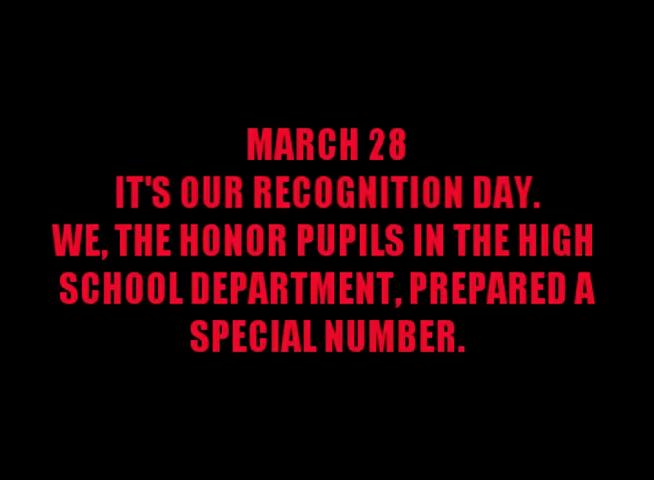 MARCH 28
IT'S OUR RECOGNITION DAY.
WE, THE HONOR PUPILS IN THE HIGH
SCHOOL DEPARTMENT, PREPARED A
SPECIAL NUMBER.